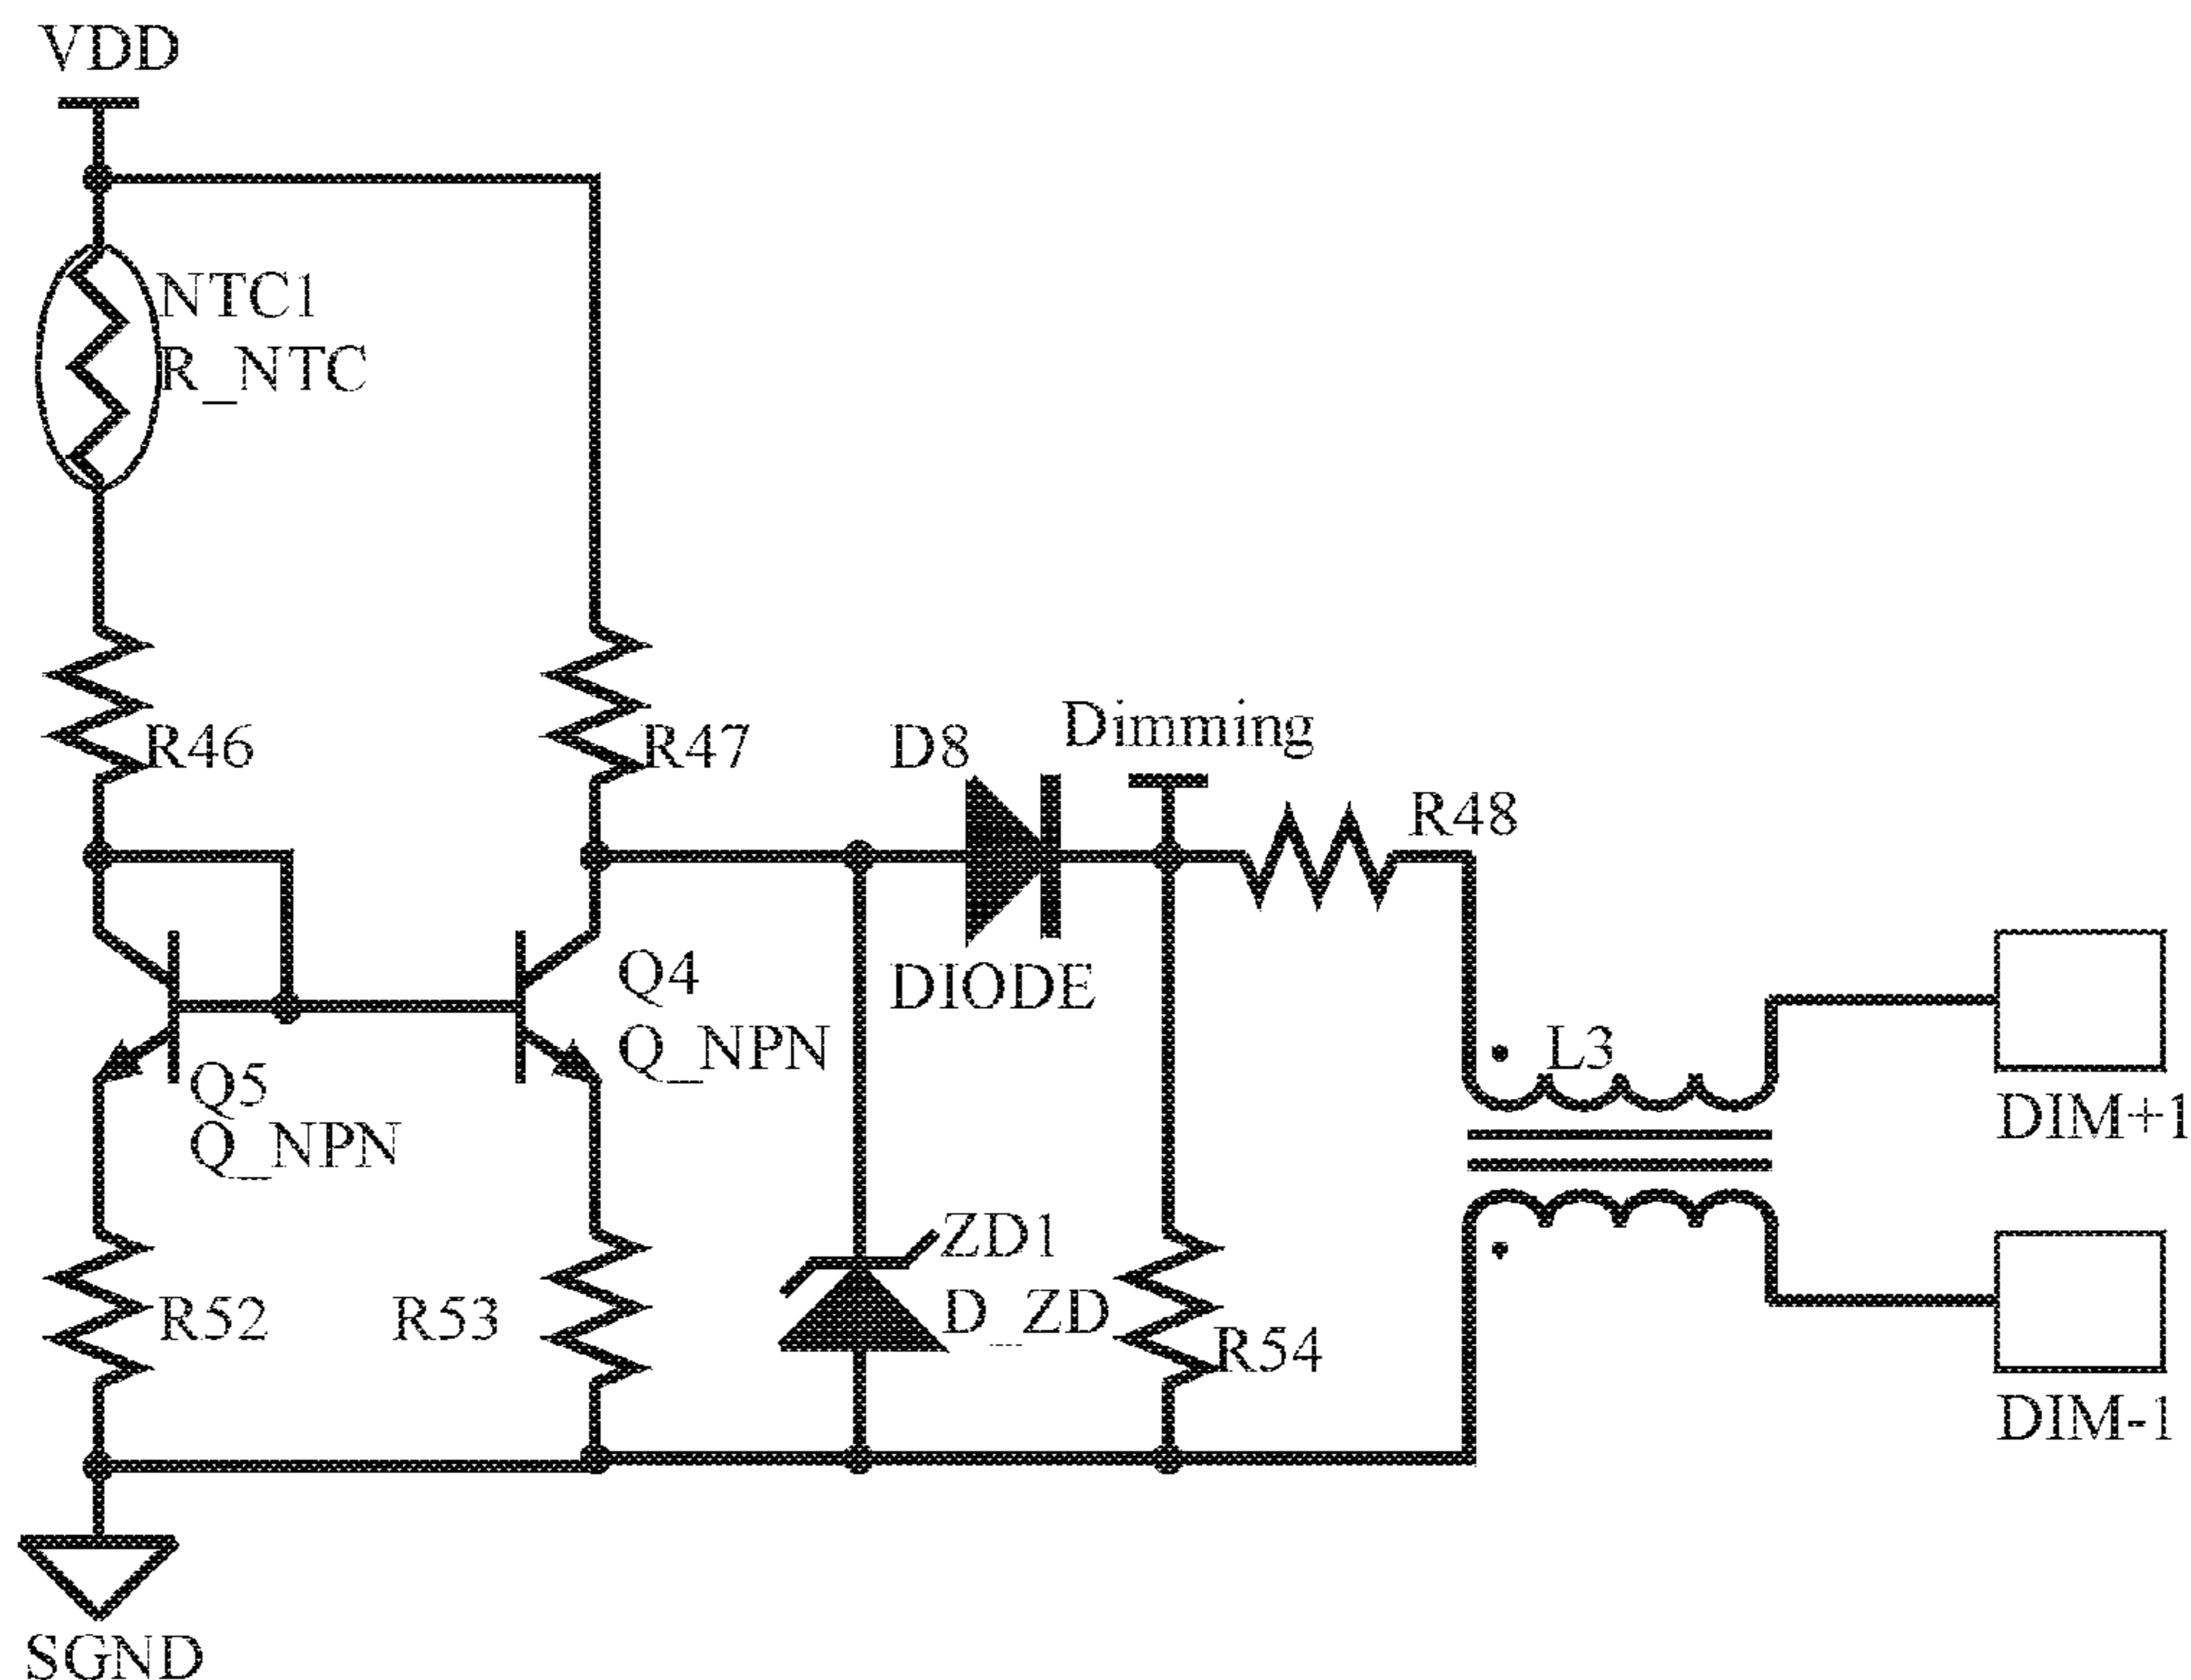 VDD
NTC1
R_NTC
R46
R47
D8
Dimming
R48
DIODE
Q4
Q_NPN
Q5
Q_NPN
L3
DIM+1
ZD1
D_ZD
R52
R53
R54
DIM-1
SGND